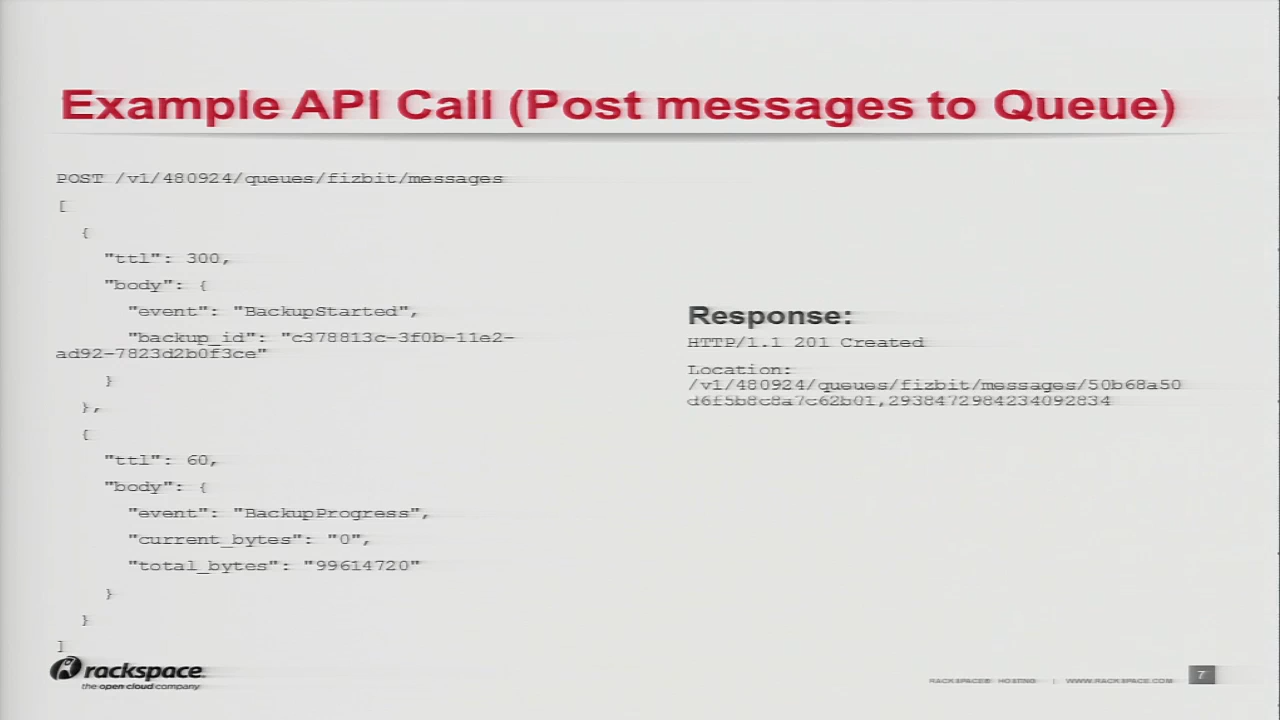 Example API Call (Post messages to Queue)
POST /v1/480924/queues/fizbit/messages
[
{
"ttl": 300,
"body": {
"event": "BackupStarted",
"backup_id": "c378813c-3f0b-11e2-
ad92-7823d2b0f3ce"
}
},
{
"ttl": 60,
"body": {
"event": "BackupProgress",
"current_bytes": "0",
"total_bytes": "99614720"
}
}
]
Response:
HTTP/1.1 201 Created
Location:
/v1/480924/queues/fizbit/messages/50b68a50
d6f5b8c8a7c62b01,2938472984234092834
rackspace
the open cloud company
RACKSPACE® HOSTING | WWW.RACKSPACE.COM
7